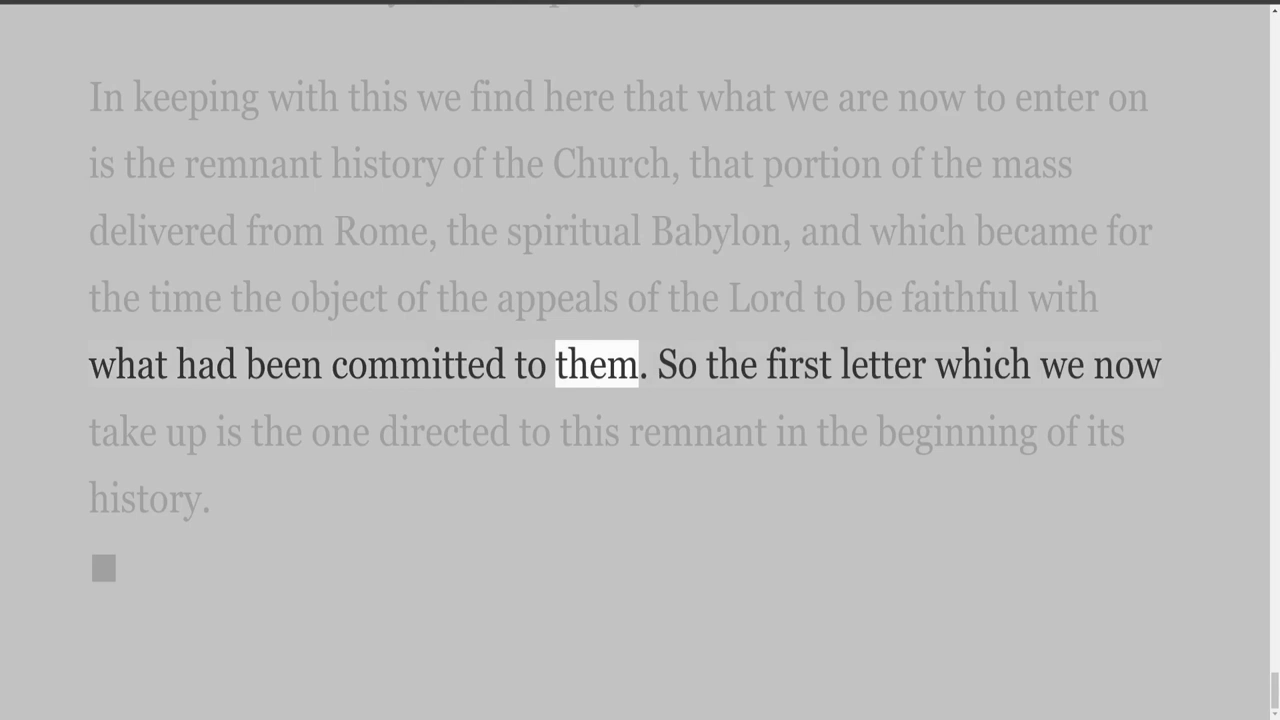 In keeping with this we find here that what we are now to enter on
is the remnant history of the Church, that portion of the mass
delivered from Rome, the spiritual Babylon, and which became for
the time the object of the appeals of the Lord to be faithful with
what had been committed to them. So the first letter which we now
take up is the one directed to this remnant in the beginning of its
history.